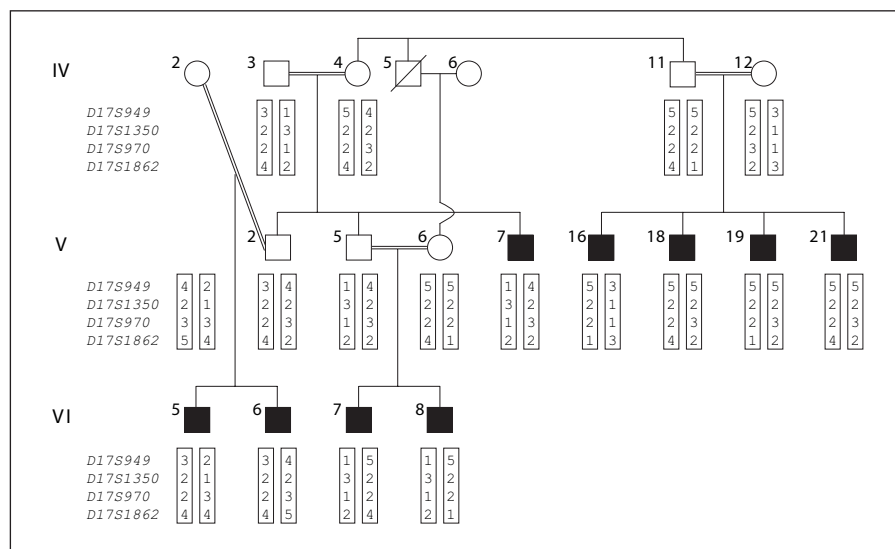 IV 2 3 4 5 6 11 12
D17S949 3 1 5 4 5 5 5 3
D17S1350 2 3 2 2 2 2 2 1
D17S970 2 1 2 3 2 2 3 1
D17S1862 4 2 4 2 4 1 2 3
V 2 5 6 7 16 18 19 21
D17S949 4 2 3 4 1 4 5 5 1 4 5 3 5 5 5 5 5 5
D17S1350 2 1 2 2 3 2 2 2 3 2 2 1 2 2 2 2 2 2
D17S970 3 3 2 3 1 3 2 2 1 3 2 1 2 3 2 3 2 3
D17S1862 5 4 4 2 2 2 4 1 2 2 1 3 4 2 1 2 4 2
VI 5 6 7 8
D17S949 3 2 3 4 1 5 1 5
D17S1350 2 1 2 2 3 2 3 2
D17S970 2 3 2 3 1 2 1 2
D17S1862 4 4 4 5 2 4 2 1